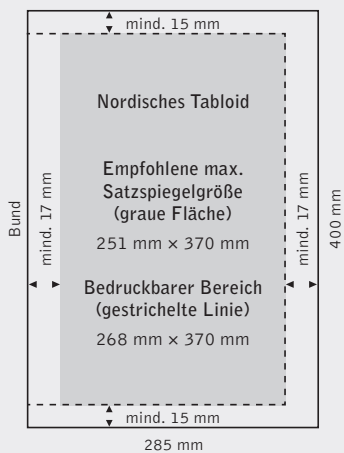 mind. 15 mm
Nordisches Tabloid
Empfohlene max.
Satzspiegelgröße
(graue Fläche)
251 mm × 370 mm
Bedruckbarer Bereich
(gestrichelte Linie)
268 mm × 370 mm
Bund
mind. 17 mm
mind. 17 mm
400 mm
mind. 15 mm
285 mm